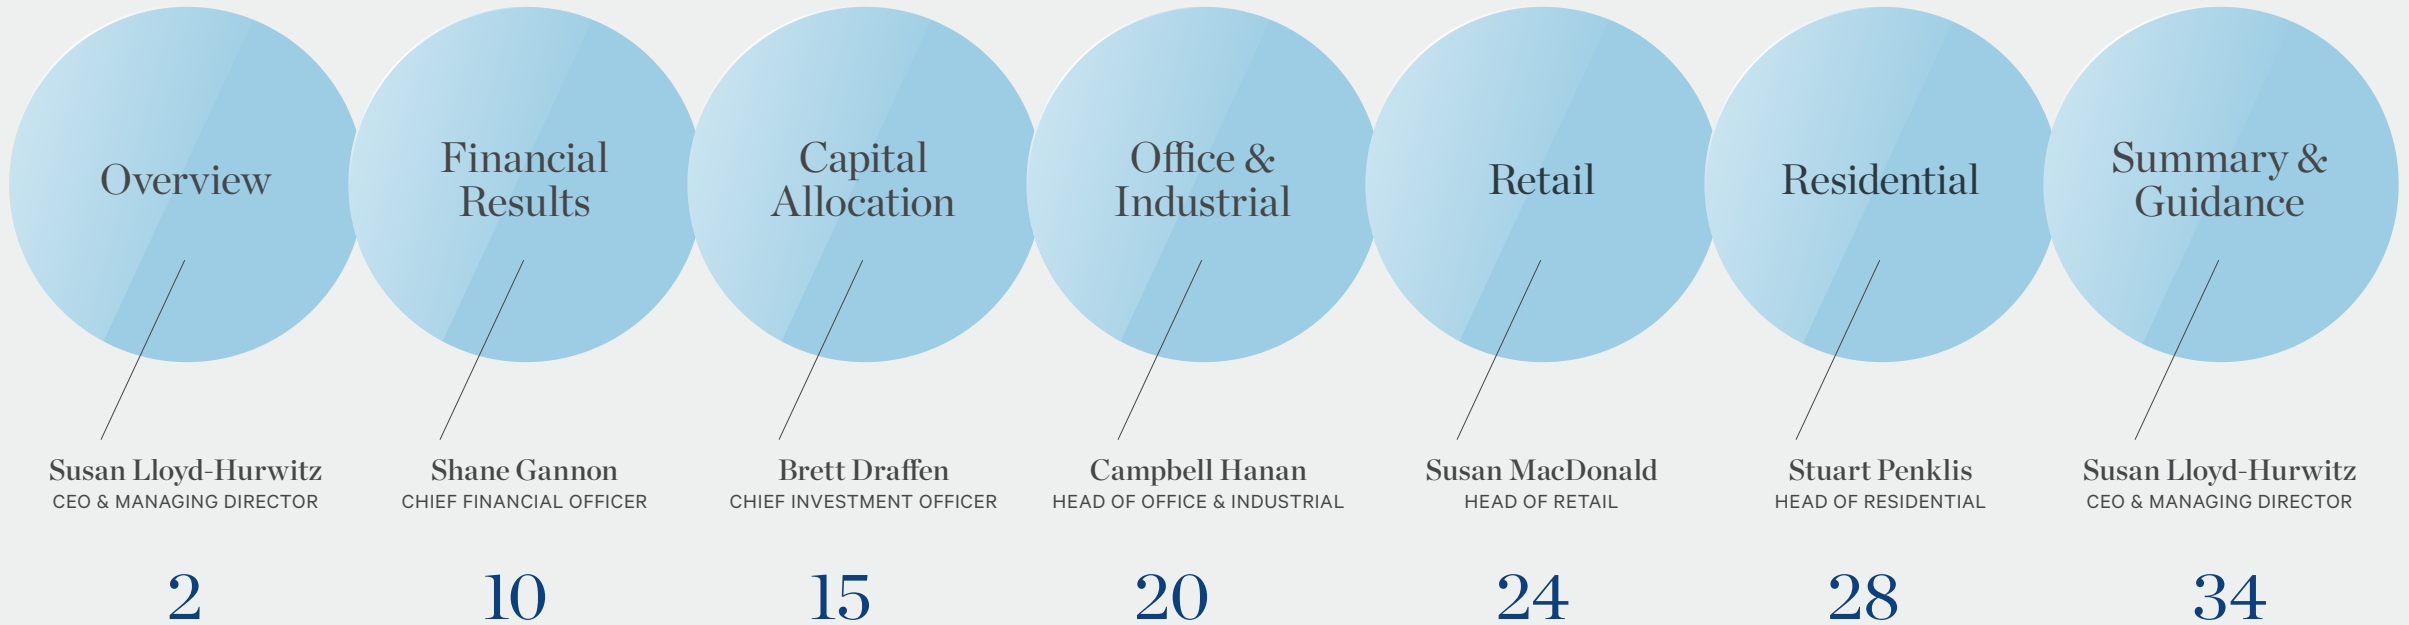 Overview
Financial
Results
Capital
Allocation
Office &
Industrial
Retail
Residential
Summary &
Guidance
Susan Lloyd-Hurwitz
CEO & MANAGING DIRECTOR
Shane Gannon
CHIEF FINANCIAL OFFICER
Brett Draffen
CHIEF INVESTMENT OFFICER
Campbell Hanan
HEAD OF OFFICE & INDUSTRIAL
Susan MacDonald
HEAD OF RETAIL
Stuart Penklis
HEAD OF RESIDENTIAL
Susan Lloyd-Hurwitz
CEO & MANAGING DIRECTOR
2
10
15
20
24
28
34